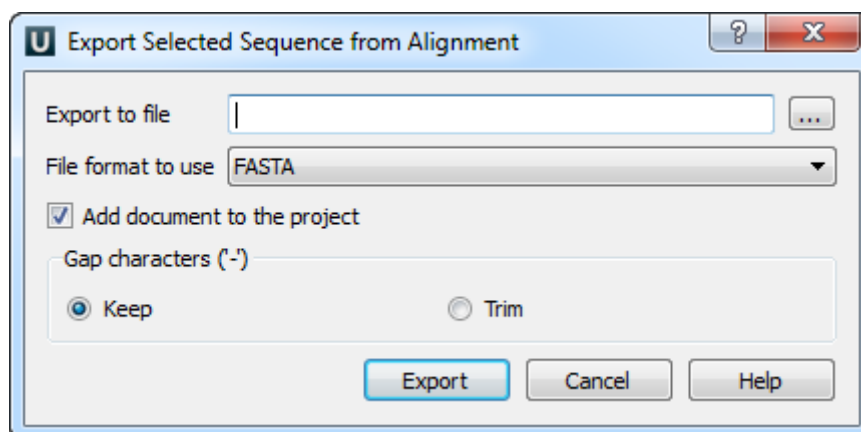 U Export Selected Sequence from Alignment ? X
Export to file ...
File format to use FASTA
Add document to the project
Gap characters ('-')
Keep Trim
Export Cancel Help